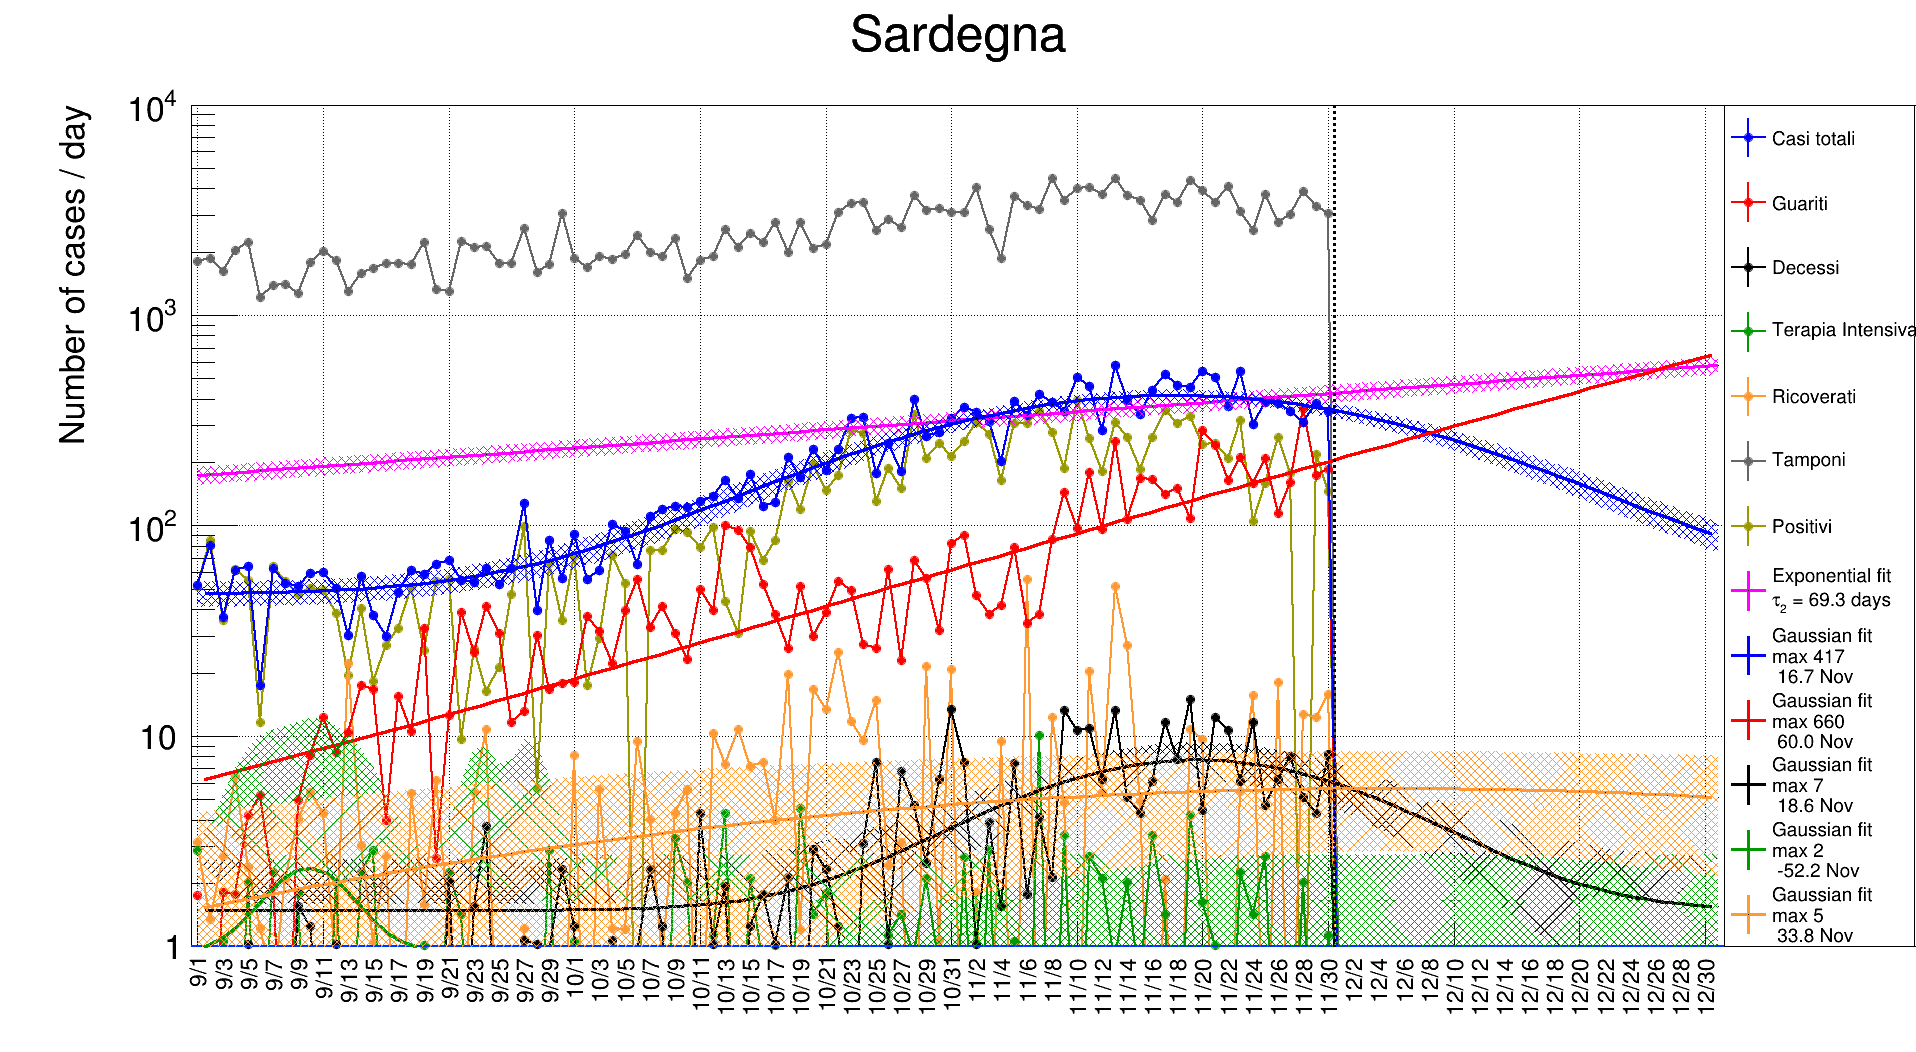 Sardegna
Number of cases / day
10^4
10^3
10^2
10
1
9/1
9/3
9/5
9/7
9/9
9/11
9/13
9/15
9/17
9/19
9/21
9/23
9/25
9/27
9/29
10/1
10/3
10/5
10/7
10/9
10/11
10/13
10/15
10/17
10/19
10/21
10/23
10/25
10/27
10/29
10/31
11/2
11/4
11/6
11/8
11/10
11/12
11/14
11/16
11/18
11/20
11/22
11/24
11/26
11/28
11/30
12/2
12/4
12/6
12/8
12/10
12/12
12/14
12/16
12/18
12/20
12/22
12/24
12/26
12/28
12/30
Casi totali
Guariti
Decessi
Terapia Intensiva
Ricoverati
Tamponi
Positivi
Exponential fit
τ₂ = 69.3 days
Gaussian fit
max 417
16.7 Nov
Gaussian fit
max 660
60.0 Nov
Gaussian fit
max 7
18.6 Nov
Gaussian fit
max 2
-52.2 Nov
Gaussian fit
max 5
33.8 Nov